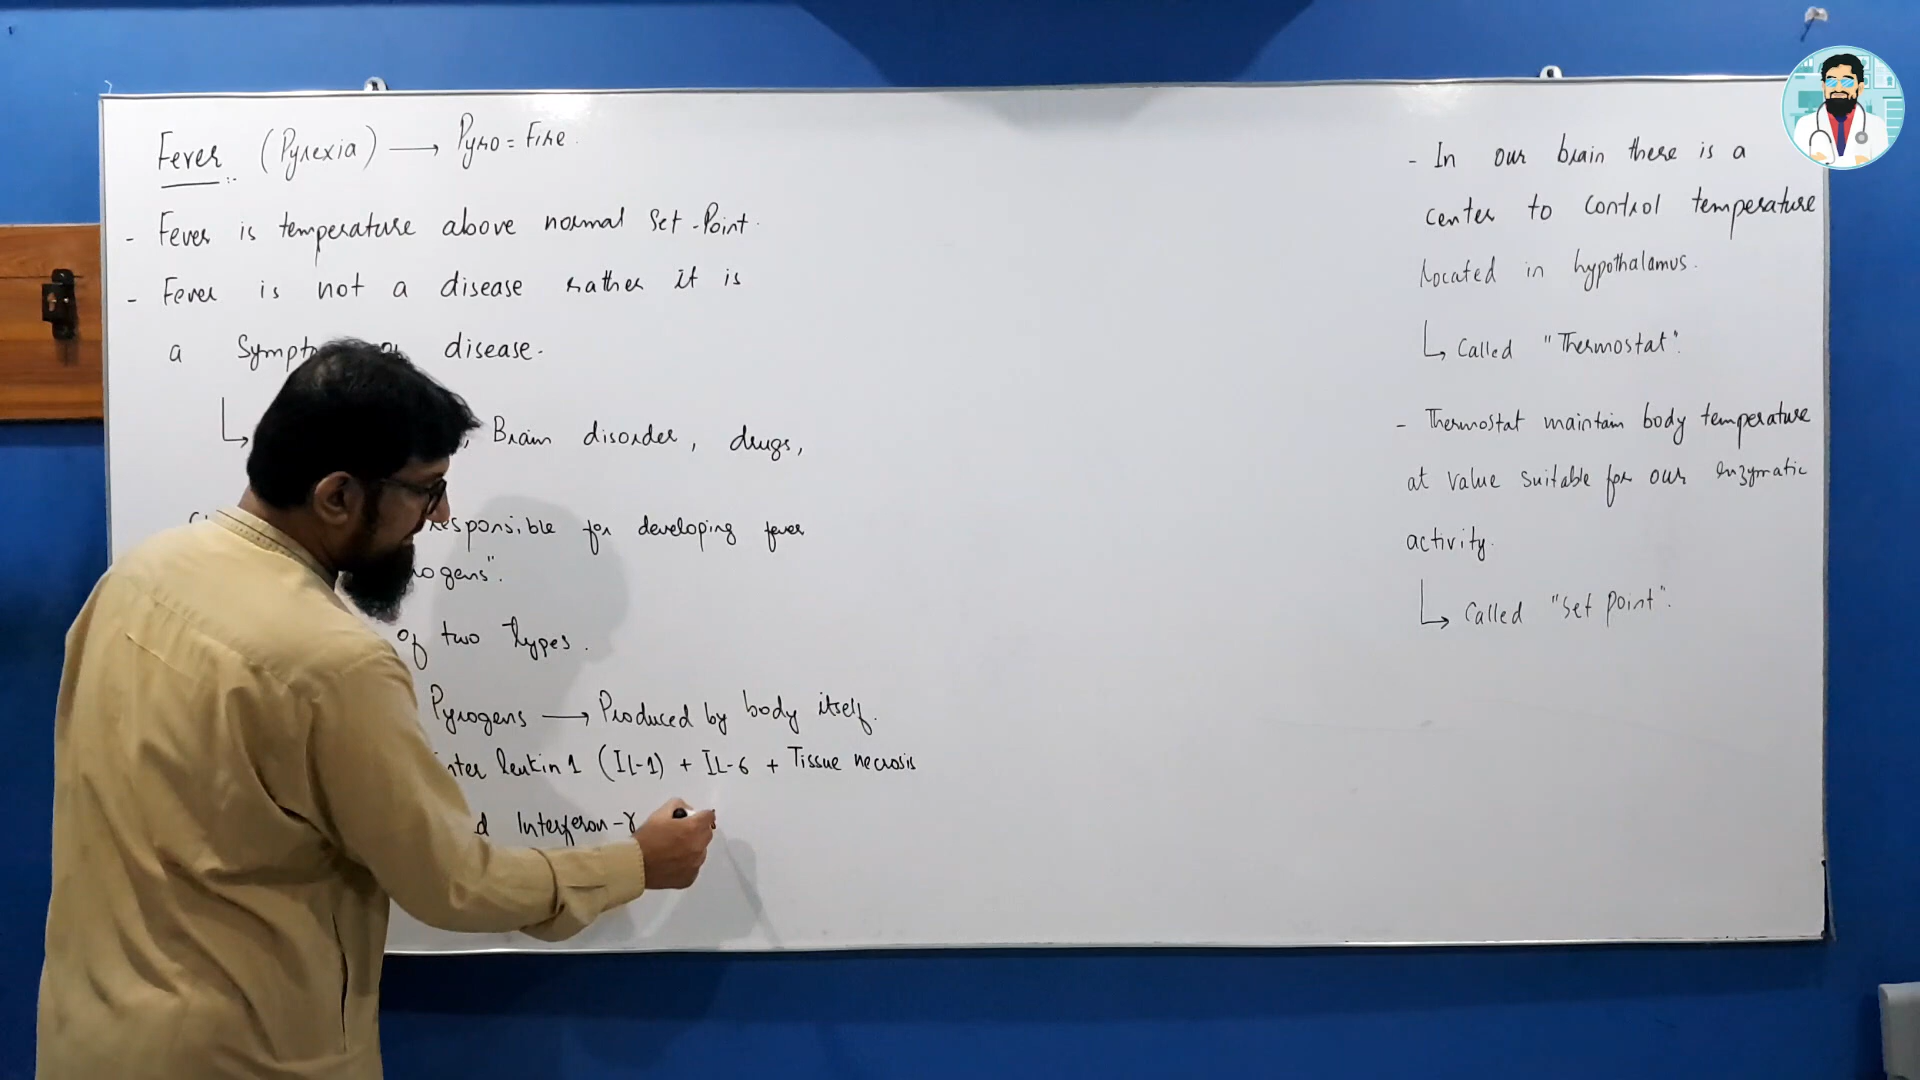 Fever (Pyrexia) → Pyro = Fire.
- Fever is temperature above normal Set-Point.
- Fever is not a disease rather it is
a disease.
Brain disorder, drugs,
responsible for developing fever
ogens".
of two Types.
Pyrogens → Produced by body itself.
nter leukin 1 (IL-1) + IL-6 + Tissue necrosis
d Interferon-γ
- In our brain there is a
center to control temperature
Located in hypothalamus.
↳ Called "Thermostat".
- Thermostat maintain body temperature
at value suitable for our enzymatic
activity.
↳ Called "Set point".